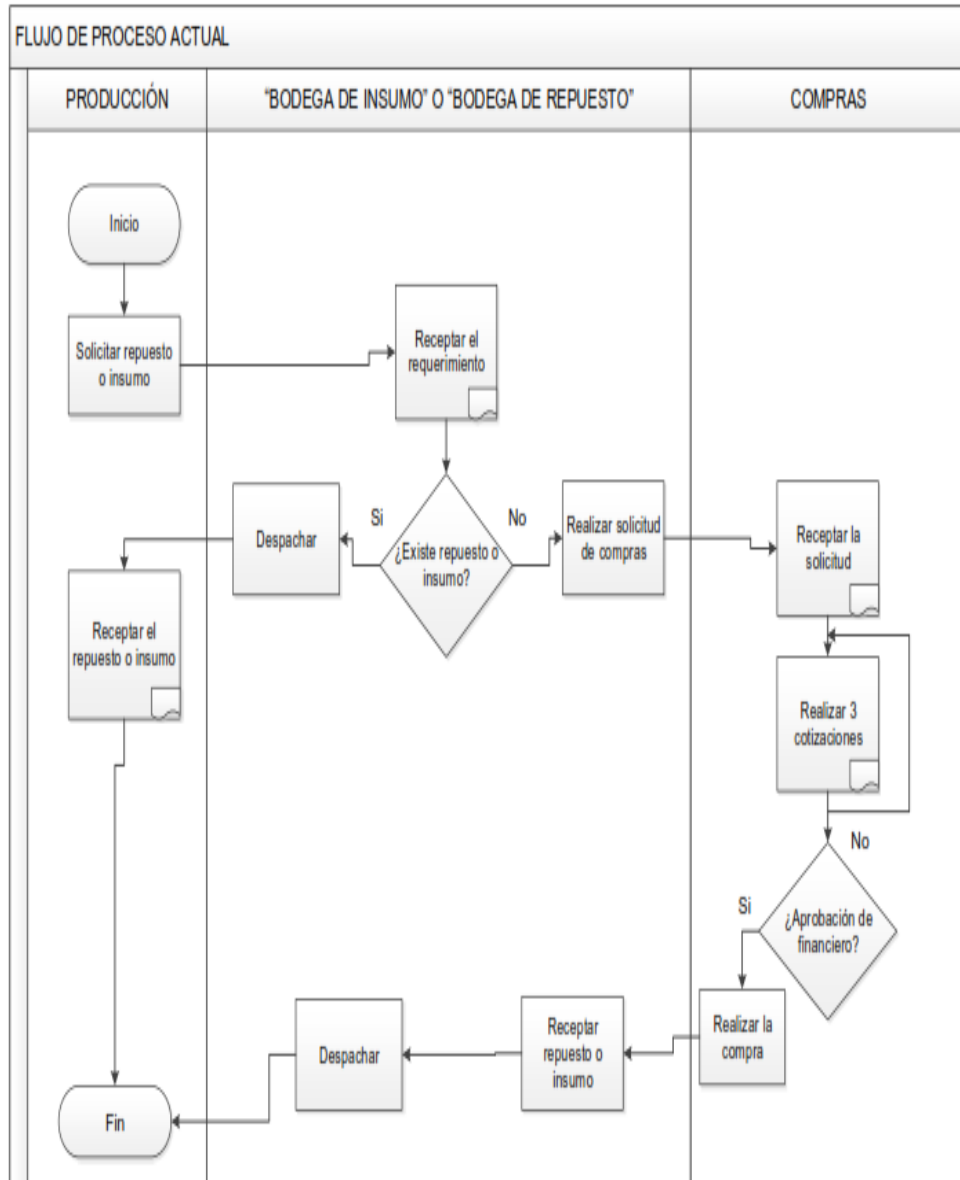 FLUJO DE PROCESO ACTUAL
PRODUCCIÓN
"BODEGA DE INSUMO" O "BODEGA DE REPUESTO"
COMPRAS
Inicio
Solicitar repuesto
o insumo
Receptar el
requerimiento
¿Existe repuesto o
insumo?
Si
No
Despachar
Receptar el
repuesto o insumo
Realizar solicitud
de compras
Receptar la
solicitud
Realizar 3
cotizaciones
No
¿Aprobación de
financiero?
Si
Realizar la
compra
Receptar
repuesto o
insumo
Despachar
Fin